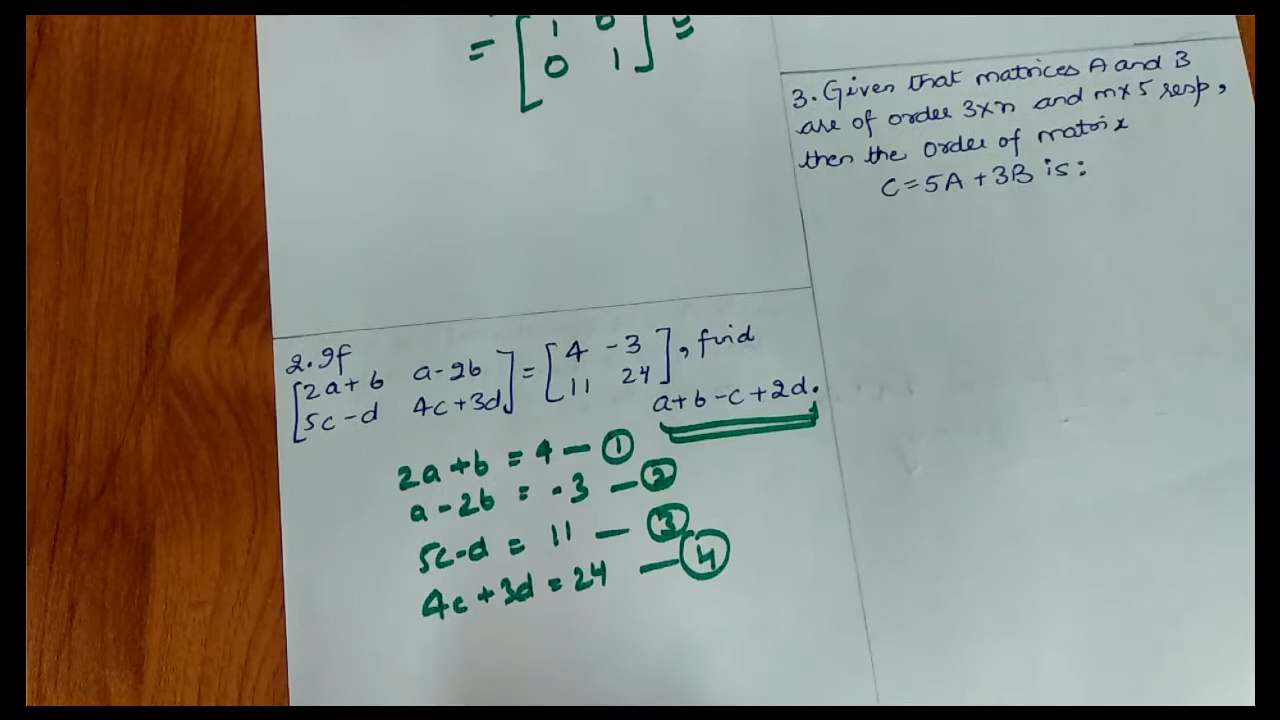 = [ 1 0
0 1 ] =
2. If
[2a+b a-2b] = [4 -3], find
[5c-d 4c+3d] [11 24]
a+b-c+2d.
2a+b = 4 — ①
a-2b = -3 — ②
5c-d = 11 — ③
4c+3d = 24 — ④
3. Given that matrices A and B
are of order 3×n and m×5 resp,
then the order of matrix
C=5A+3B is: